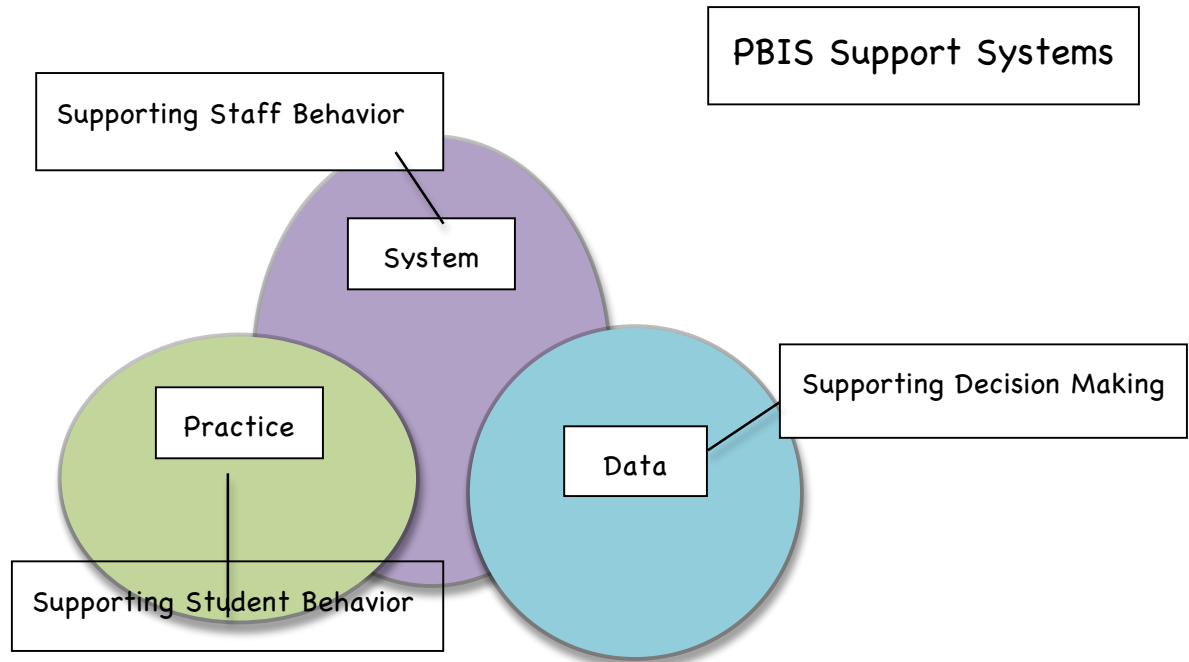 PBIS Support Systems
Supporting Staff Behavior
System
Supporting Decision Making
Practice
Data
Supporting Student Behavior